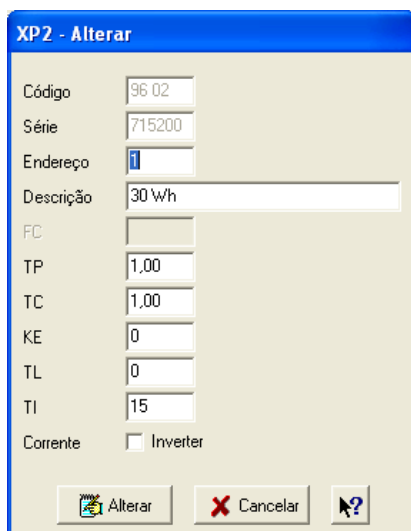 XP2 - Alterar
Código 96 02
Série 715200
Endereço 1
Descrição 30 Wh
FC
TP 1,00
TC 1,00
KE 0
TL 0
TI 15
Corrente Inverter
Alterar Cancelar ?